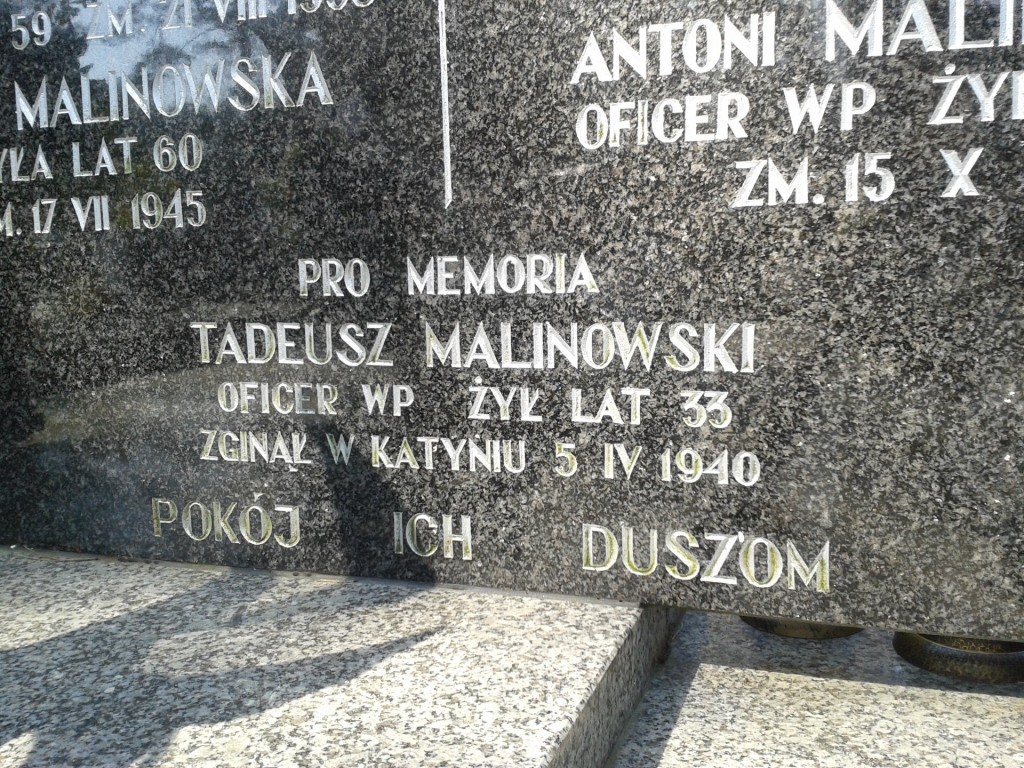 59 ZM. 21 VIII
MALINOWSKA
ŻYŁA LAT 60
ZM. 17 VII 1945
ANTONI
OFICER WP
ZM. 15 X
PRO MEMORIA
TADEUSZ MALINOWSKI
OFICER WP ŻYŁ LAT 33
ZGINĄŁ W KATYNIU 5 IV 1940
POKÓJ ICH DUSZOM